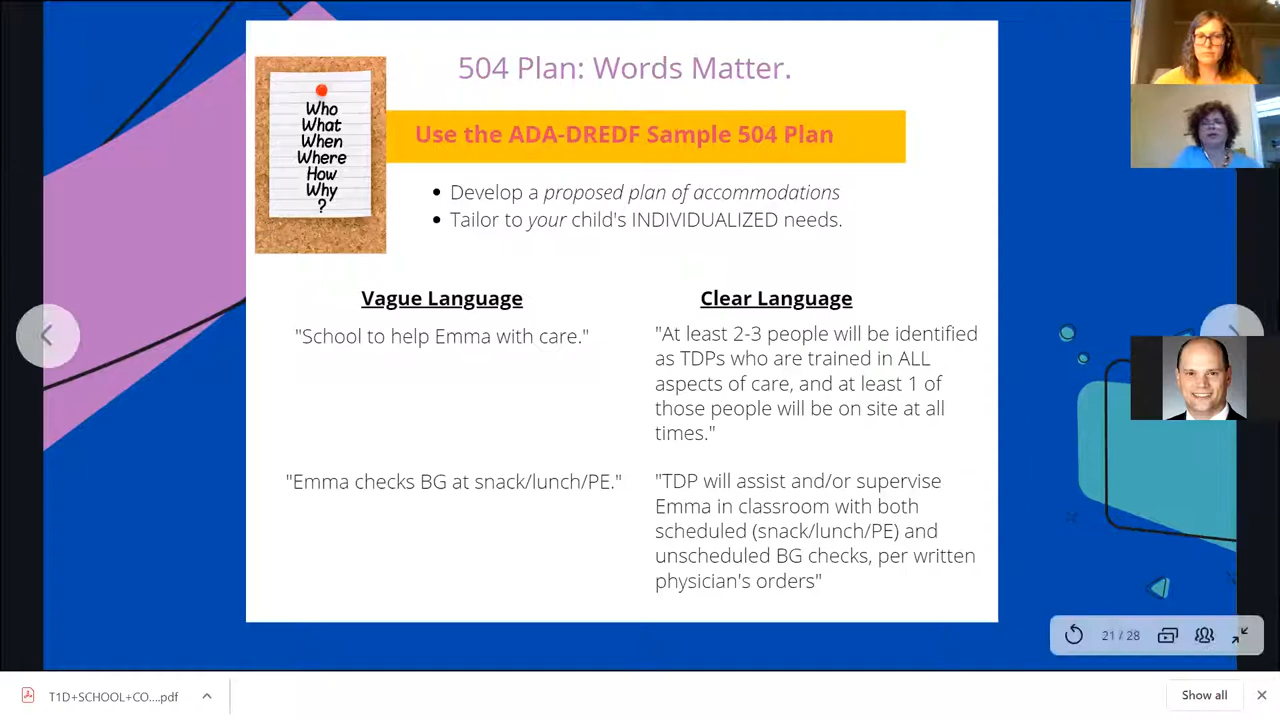 504 Plan: Words Matter.
Who
What
When
Where
How
Why
?
Use the ADA-DREDF Sample 504 Plan
• Develop a proposed plan of accommodations
• Tailor to your child's INDIVIDUALIZED needs.
Vague Language
"School to help Emma with care."
"Emma checks BG at snack/lunch/PE."
Clear Language
"At least 2-3 people will be identified
as TDPs who are trained in ALL
aspects of care, and at least 1 of
those people will be on site at all
times."
"TDP will assist and/or supervise
Emma in classroom with both
scheduled (snack/lunch/PE) and
unscheduled BG checks, per written
physician's orders"
21 / 28
T1D+SCHOOL+CO....pdf
Show all